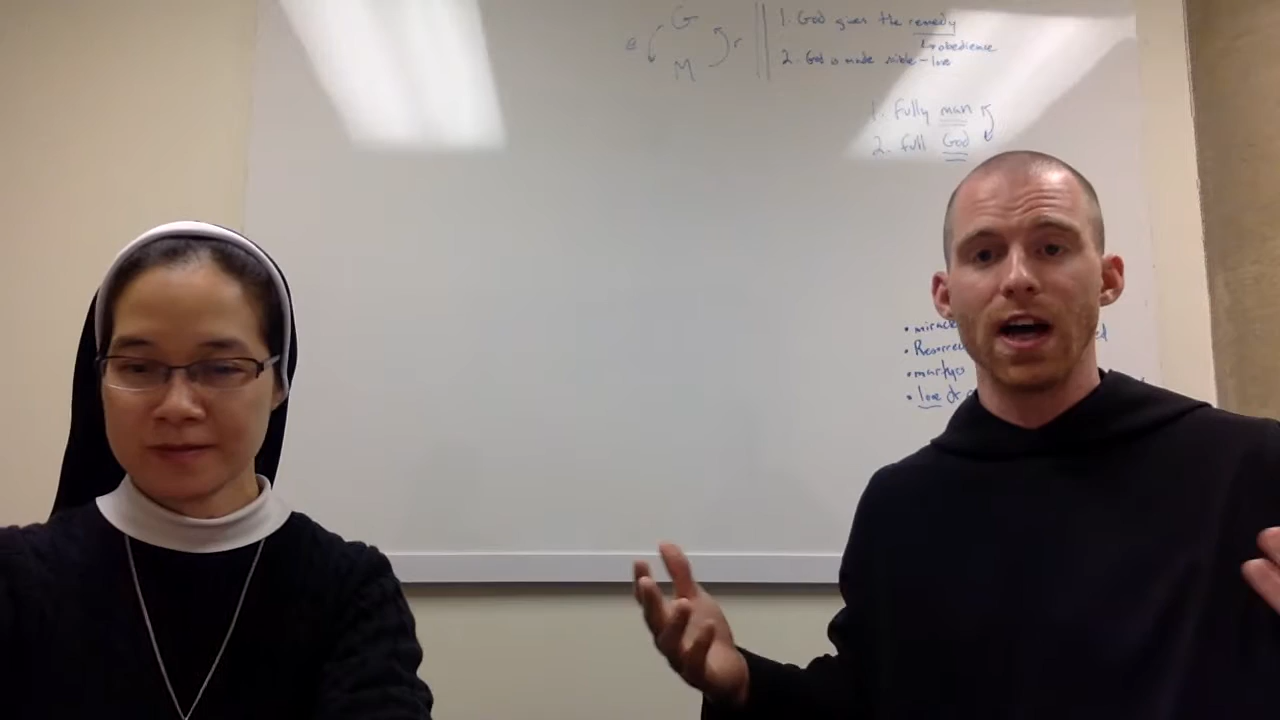 G
1. God gives the remedy
e r
↳ obedience
M
2. God is made visible - love
1. Fully man
2. full God
• miracle
• Resurrec
• martyrs
• love